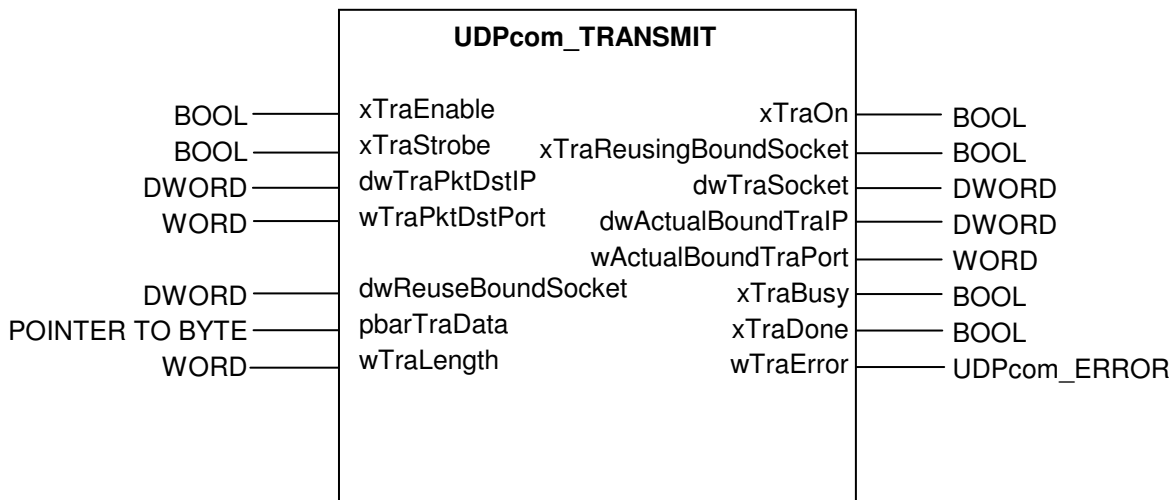 UDPcom_TRANSMIT
BOOL xTraEnable xTraOn BOOL
BOOL xTraStrobe xTraReusingBoundSocket BOOL
DWORD dwTraPktDstIP dwTraSocket DWORD
WORD wTraPktDstPort dwActualBoundTraIP DWORD
wActualBoundTraPort WORD
DWORD dwReuseBoundSocket xTraBusy BOOL
POINTER TO BYTE pbarTraData xTraDone BOOL
WORD wTraLength wTraError UDPcom_ERROR